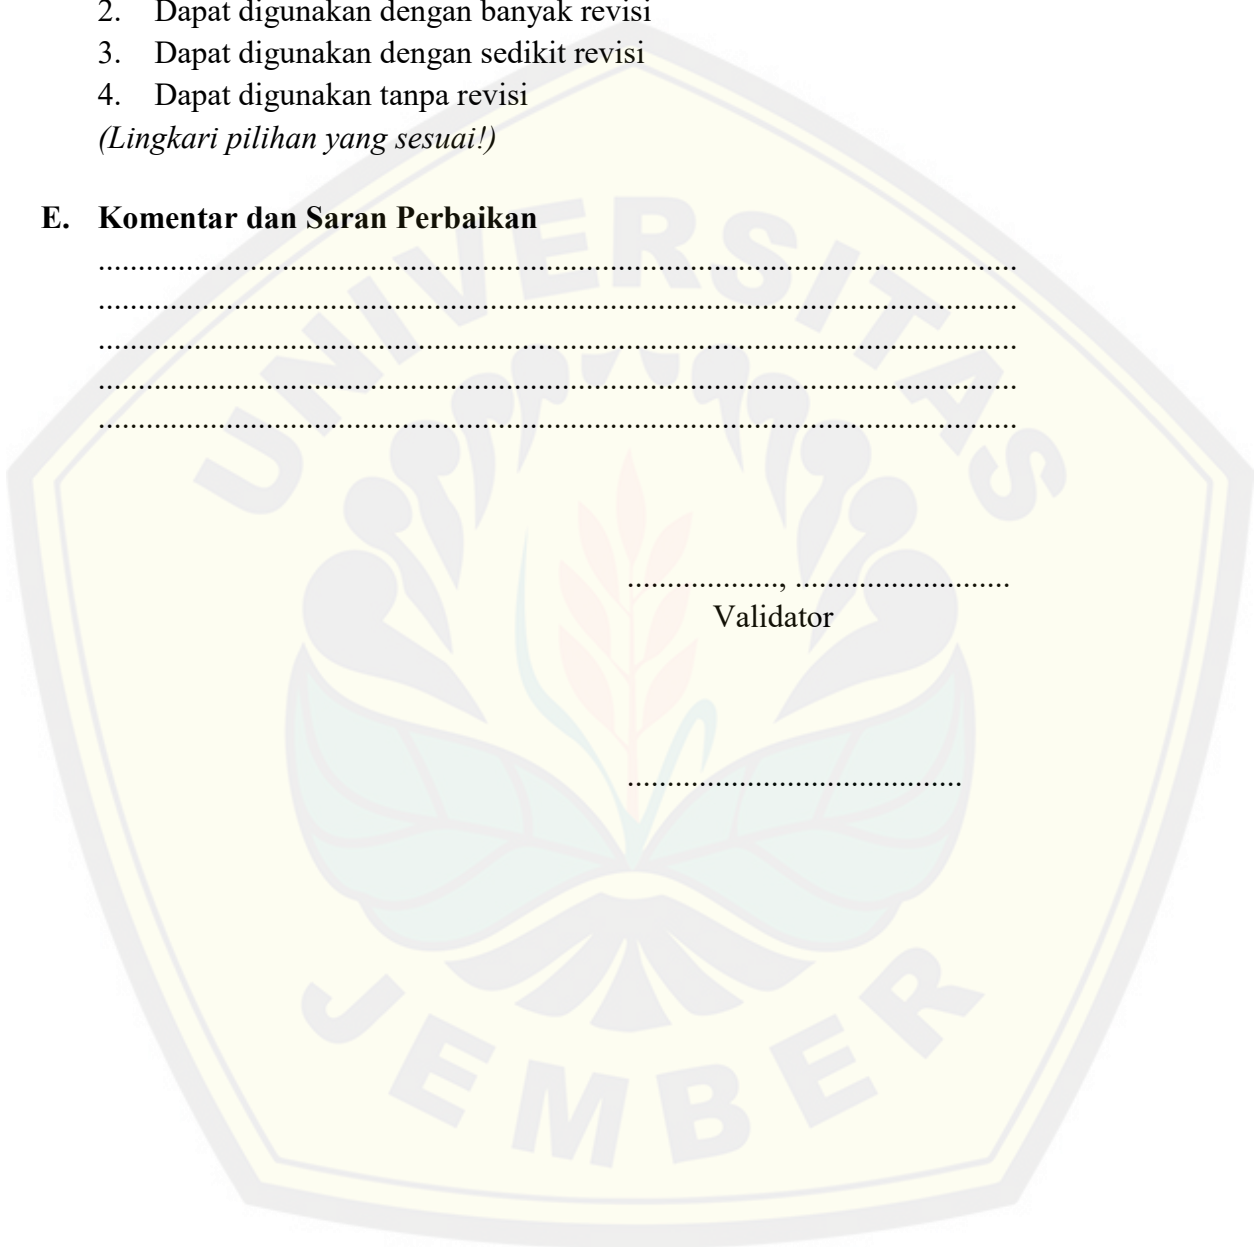 2. Dapat digunakan dengan banyak revisi
3. Dapat digunakan dengan sedikit revisi
4. Dapat digunakan tanpa revisi
(Lingkari pilihan yang sesuai!)
E. Komentar dan Saran Perbaikan
....................................................................................................................
....................................................................................................................
....................................................................................................................
....................................................................................................................
....................................................................................................................
..................., ...........................
Validator
..........................................
UNIVERSITAS
JEMBER